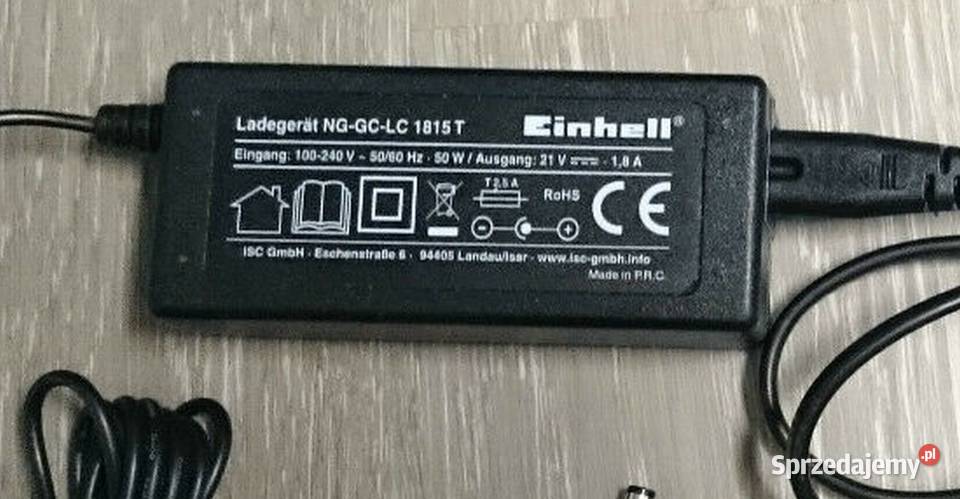 Ladegerät NG-GC-LC 1815 T
Einhell®
Eingang: 100-240 V ~ 50/60 Hz · 50 W / Ausgang: 21 V ⎓ · 1,8 A
T 2,5 A
RoHS
CE
- +
ISC GmbH · Eschenstraße 6 · 94405 Landau/Isar · www.isc-gmbh.info
Made in P.R.C
Sprzedajemy.pl